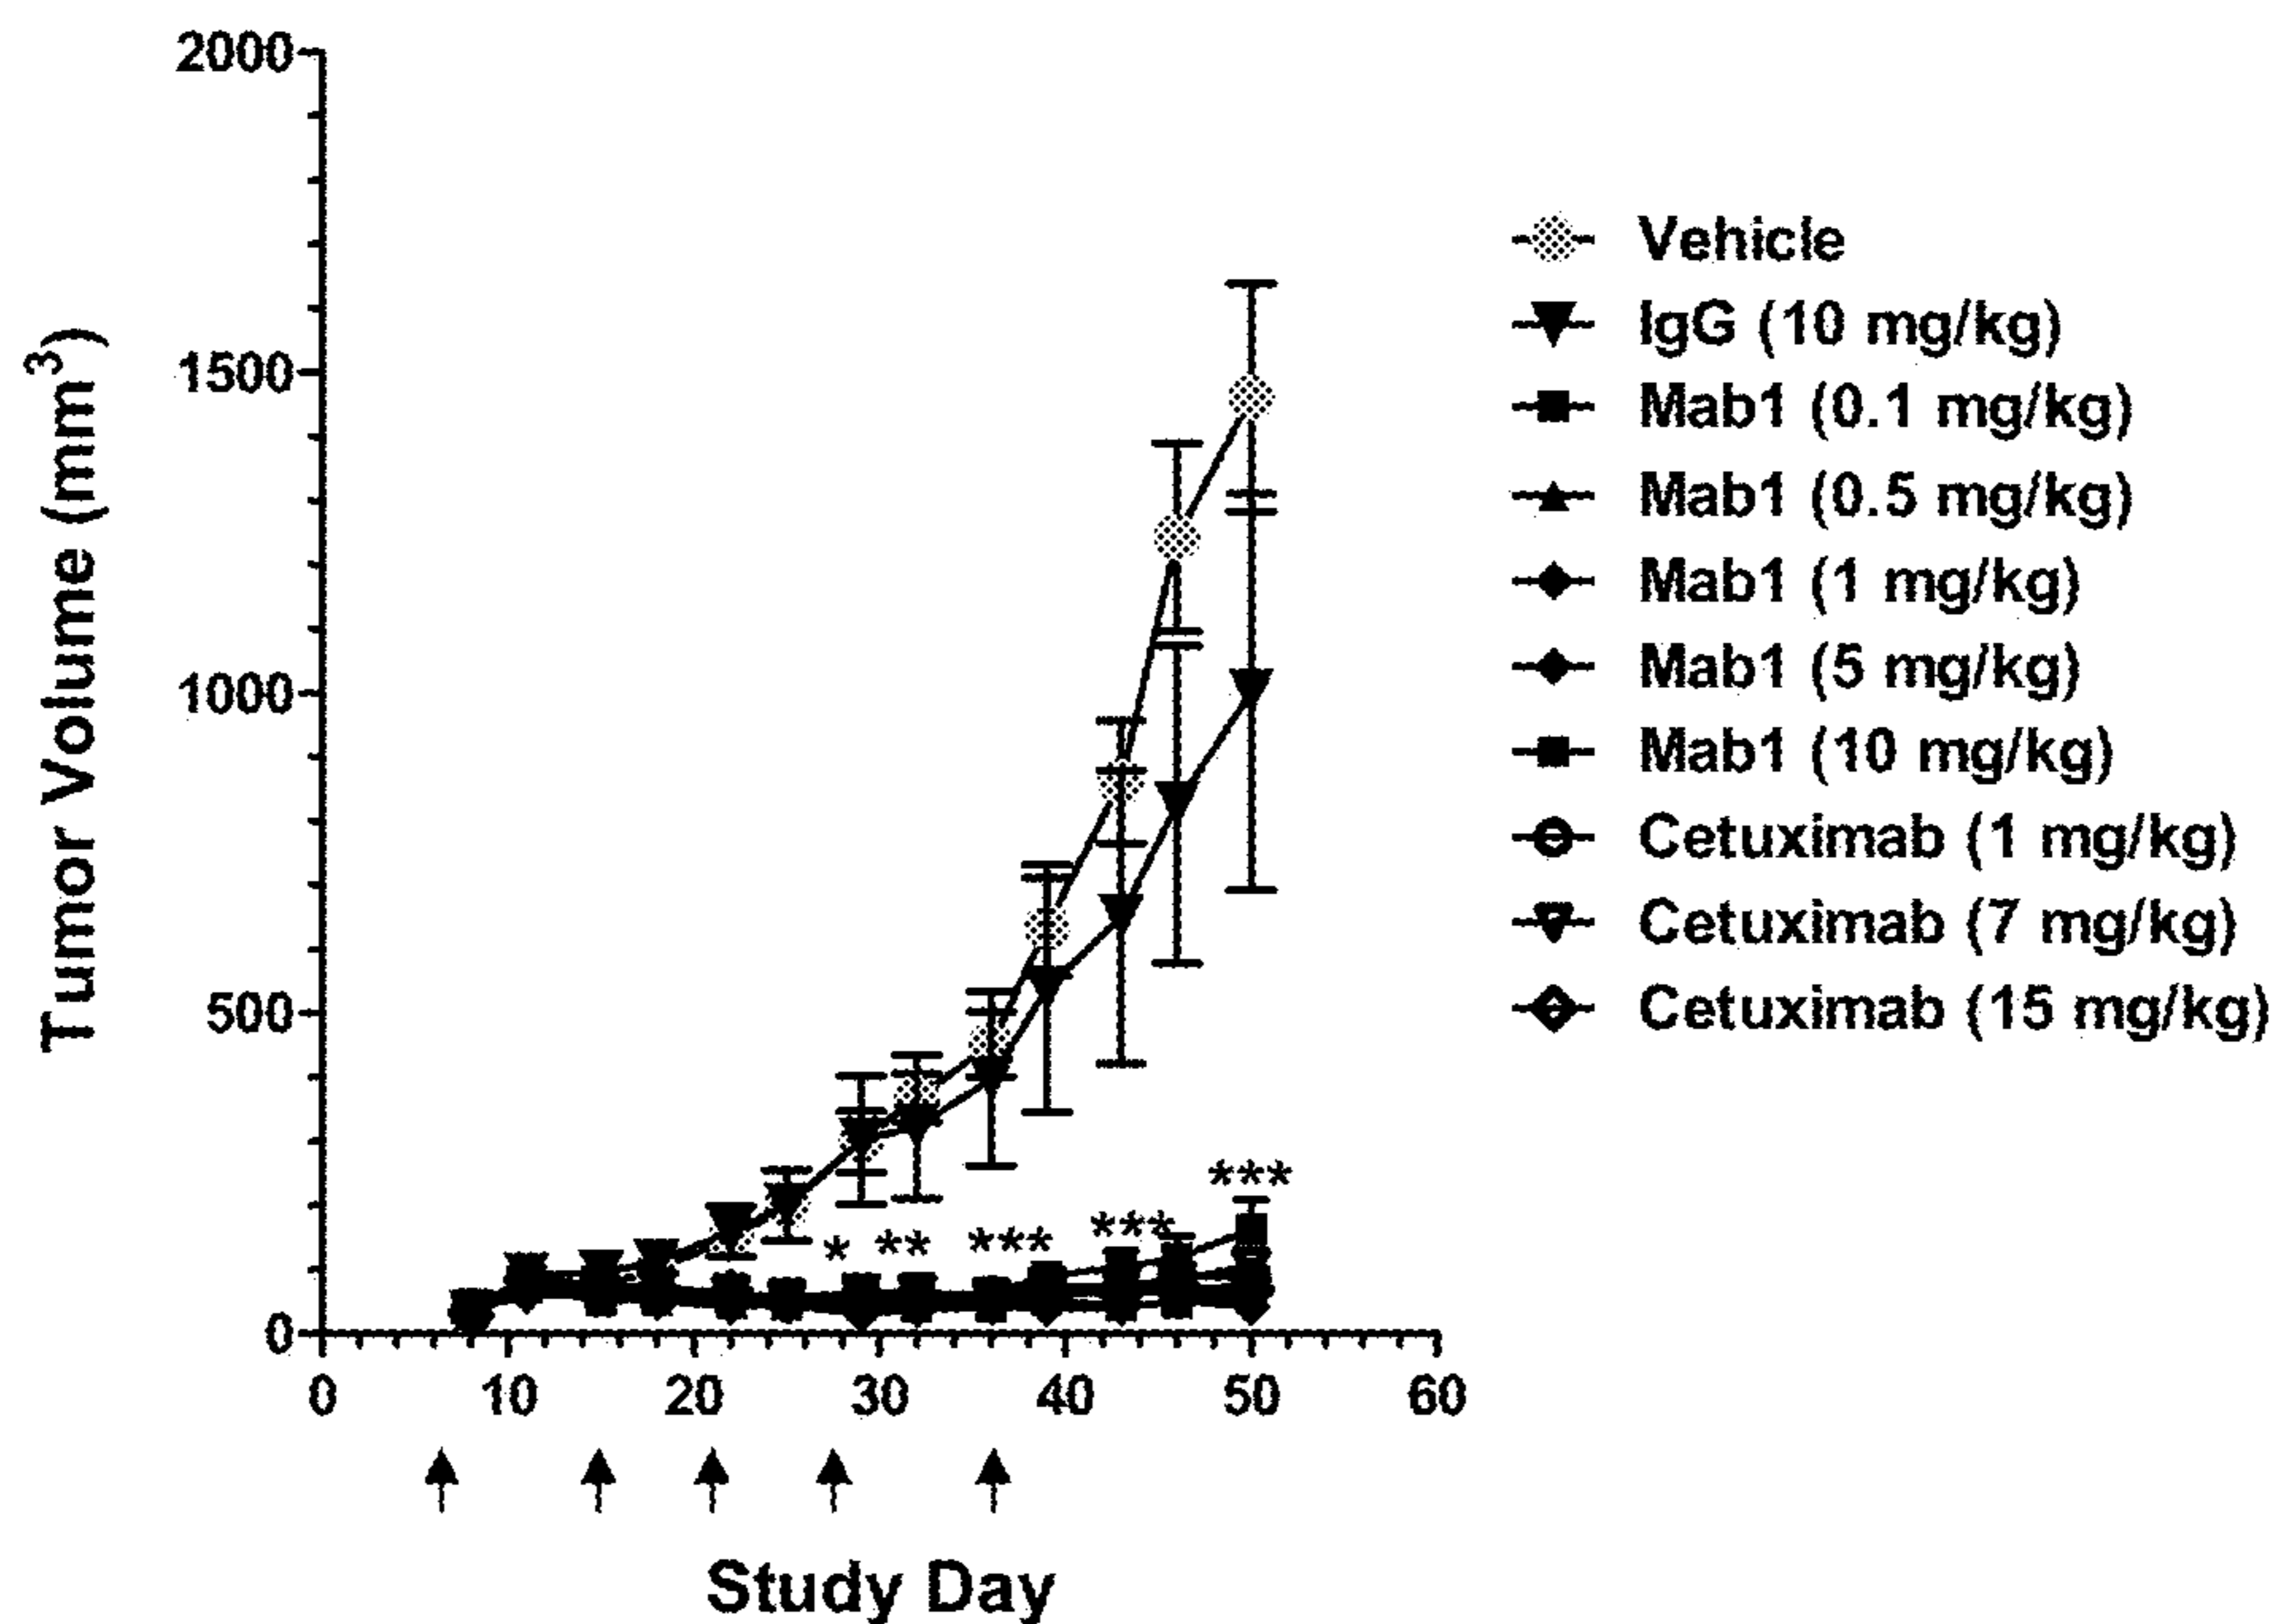 2000
1500
1000
500
0
Tumor Volume (mm³)
0 10 20 30 40 50 60
Study Day
* ** *** *** ***
Vehicle
IgG (10 mg/kg)
Mab1 (0.1 mg/kg)
Mab1 (0.5 mg/kg)
Mab1 (1 mg/kg)
Mab1 (5 mg/kg)
Mab1 (10 mg/kg)
Cetuximab (1 mg/kg)
Cetuximab (7 mg/kg)
Cetuximab (15 mg/kg)